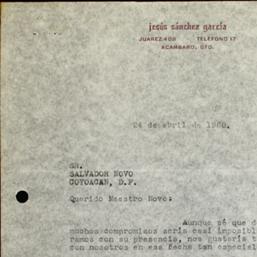 jesús sánchez garcía
JUAREZ 408 TELEFONO 17
ACAMBARO, GTO.
24 de abril de 1968.
SR.
SALVADOR NOVO
COYOACAN, D.F.
Querido Maestro Novo:
Aunque sé que d
muchos compromisos sería casi imposibl
ramos con su presencia, nos gustaría t
con nosotros en esa fecha tan especial